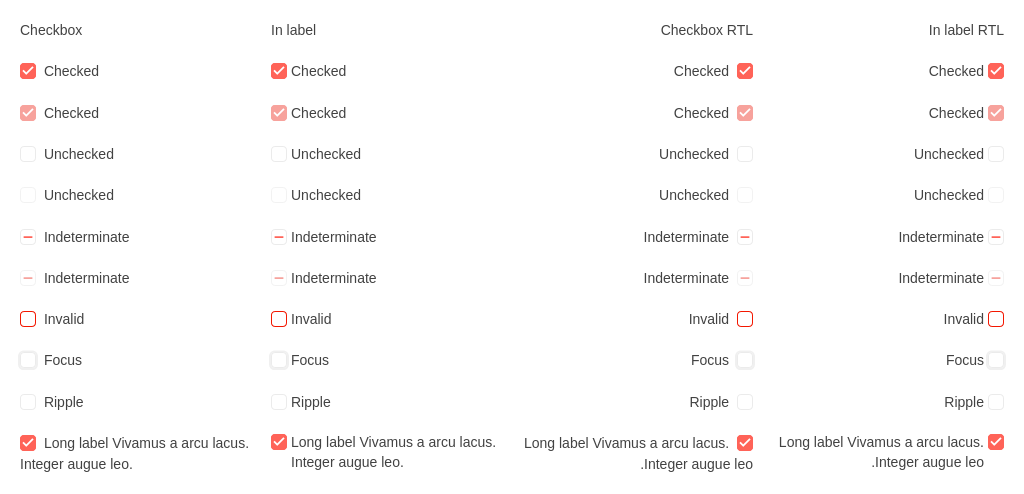 Checkbox In label Checkbox RTL In label RTL
Checked Checked Checked Checked
Checked Checked Checked Checked
Unchecked Unchecked Unchecked Unchecked
Unchecked Unchecked Unchecked Unchecked
Indeterminate Indeterminate Indeterminate Indeterminate
Indeterminate Indeterminate Indeterminate Indeterminate
Invalid Invalid Invalid Invalid
Focus Focus Focus Focus
Ripple Ripple Ripple Ripple
Long label Vivamus a arcu lacus. Long label Vivamus a arcu lacus. Long label Vivamus a arcu lacus. Long label Vivamus a arcu lacus.
Integer augue leo. Integer augue leo. .Integer augue leo .Integer augue leo